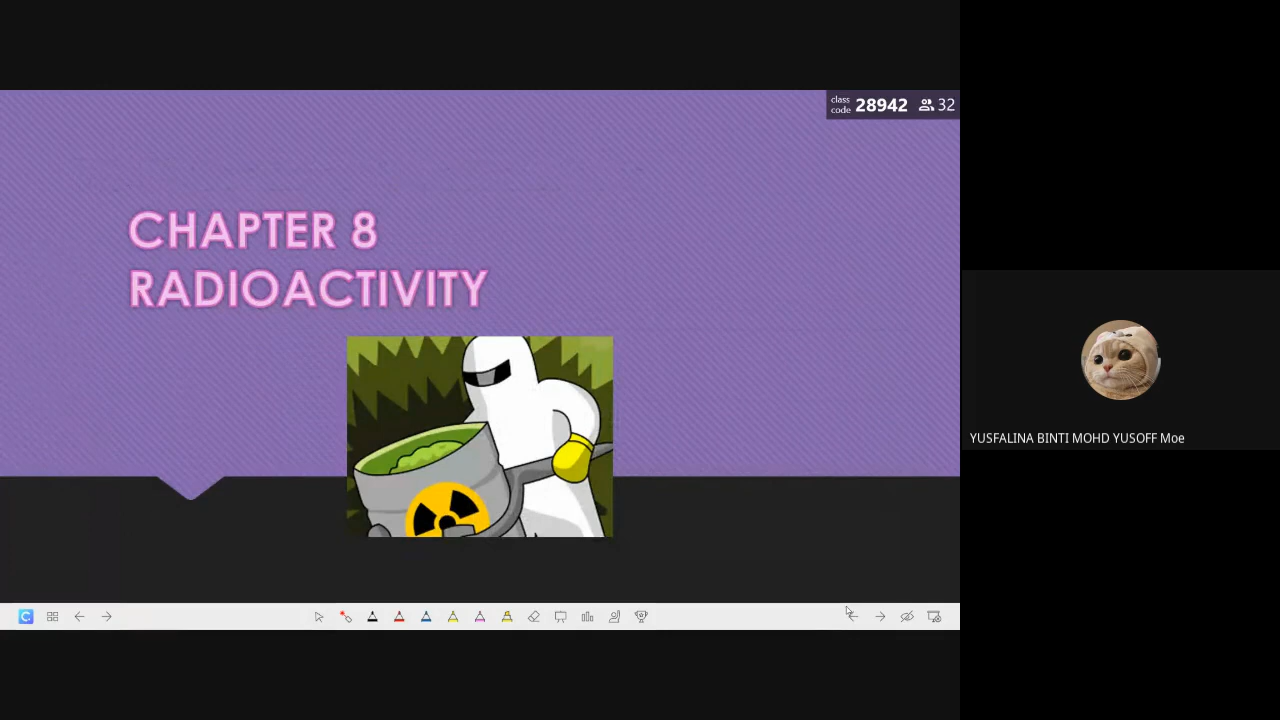 class
code 28942 32
CHAPTER 8
RADIOACTIVITY
YUSFALINA BINTI MOHD YUSOFF Moe
C